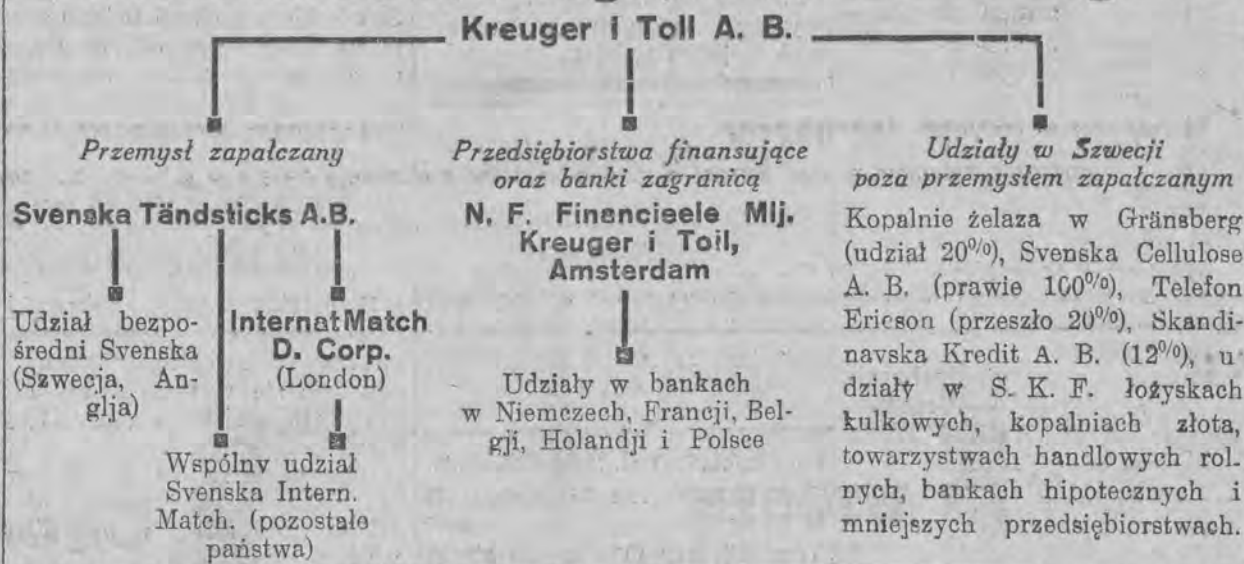 Kreuger i Toll A. B.
Przemysł zapałczany
Svenska Tändsticks A.B.
Udział bezpo-
średni Svenska
(Szwecja, An-
glja)
Internat Match
D. Corp.
(London)
Wspólny udział
Svenska Intern.
Match. (pozostałe
państwa)
Przedsiębiorstwa finansujące
oraz banki zagranicą
N. F. Financieele Mij.
Kreuger i Toll,
Amsterdam
Udziały w bankach
w Niemczech, Francji, Bel-
gji, Holandji i Polsce
Udziały w Szwecji
poza przemysłem zapałczanym
Kopalnie żelaza w Gränsberg
(udział 20%), Svenska Cellulose
A. B. (prawie 100%), Telefon
Ericson (przeszło 20%), Skandi-
navska Kredit A. B. (12%), u
działy w S. K. F. łożyskach
kulkowych, kopalniach złota,
towarzystwach handlowych rol-
nych, bankach hipotecznych i
mniejszych przedsiębiorstwach.